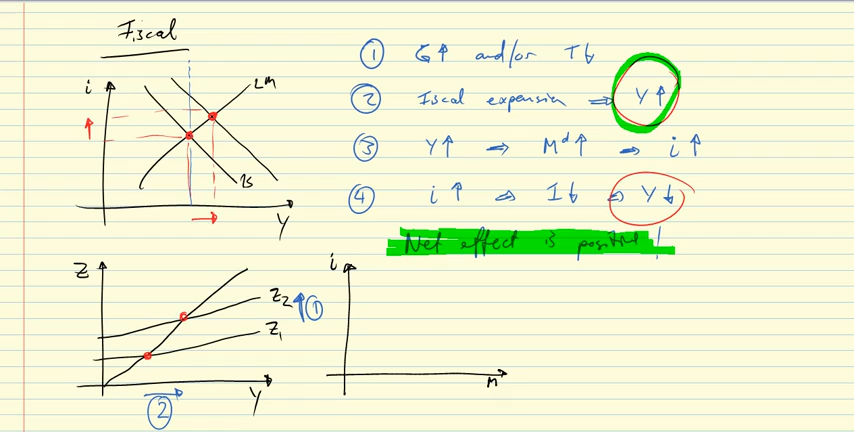 Fiscal
i
LM
IS
Y
① G↑ and/or T↓
② Fiscal expansion ⇒ Y↑
③ Y↑ ⇒ Mᵈ↑ ⇒ i↑
④ i↑ ⇒ I↓ ⇒ Y↓
Net effect is positive!
Z
Z₂ ↑①
Z₁
② Y
i
M